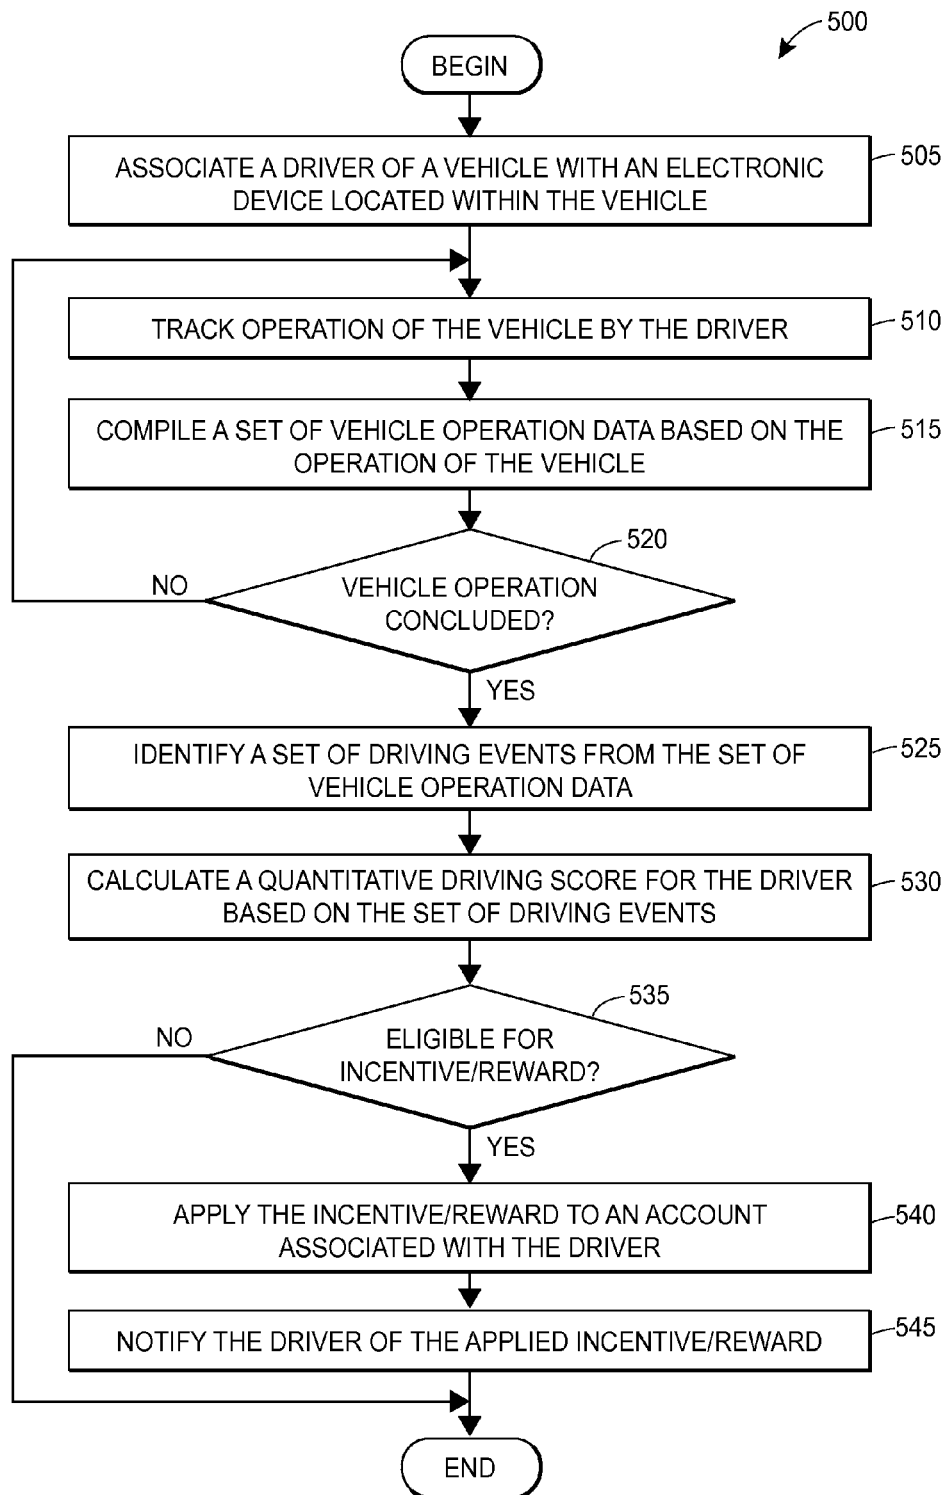 500
BEGIN
ASSOCIATE A DRIVER OF A VEHICLE WITH AN ELECTRONIC
DEVICE LOCATED WITHIN THE VEHICLE
505
TRACK OPERATION OF THE VEHICLE BY THE DRIVER
510
COMPILE A SET OF VEHICLE OPERATION DATA BASED ON THE
OPERATION OF THE VEHICLE
515
520
NO
VEHICLE OPERATION
CONCLUDED?
YES
IDENTIFY A SET OF DRIVING EVENTS FROM THE SET OF
VEHICLE OPERATION DATA
525
CALCULATE A QUANTITATIVE DRIVING SCORE FOR THE DRIVER
BASED ON THE SET OF DRIVING EVENTS
530
535
NO
ELIGIBLE FOR
INCENTIVE/REWARD?
YES
APPLY THE INCENTIVE/REWARD TO AN ACCOUNT
ASSOCIATED WITH THE DRIVER
540
NOTIFY THE DRIVER OF THE APPLIED INCENTIVE/REWARD
545
END